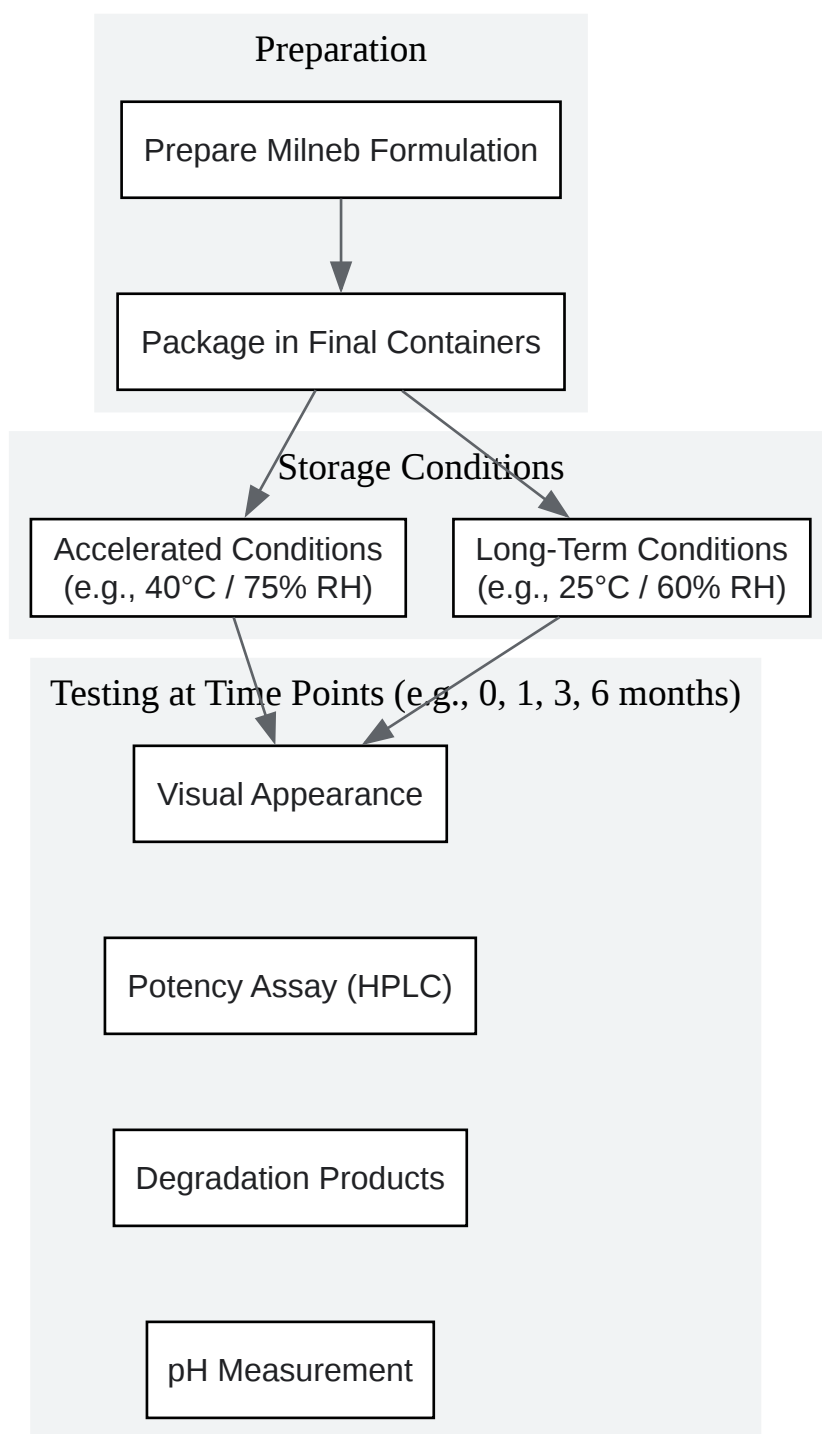 Preparation
Prepare Milneb Formulation
Package in Final Containers
Storage Conditions
Accelerated Conditions
(e.g., 40°C / 75% RH)
Long-Term Conditions
(e.g., 25°C / 60% RH)
Testing at Time Points (e.g., 0, 1, 3, 6 months)
Visual Appearance
Potency Assay (HPLC)
Degradation Products
pH Measurement